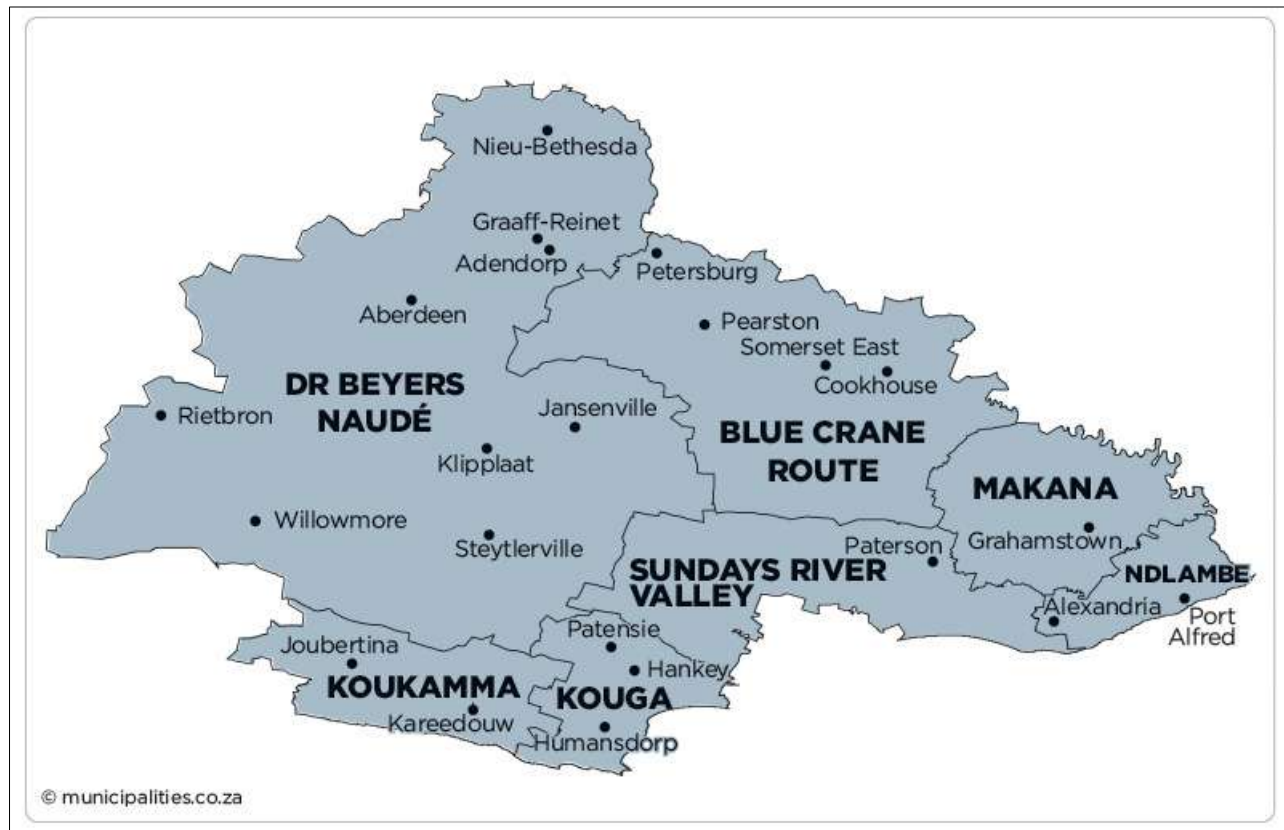 Nieu-Bethesda
Graaff-Reinet
Adendorp
Petersburg
Aberdeen
Pearston
Somerset East
Cookhouse
DR BEYERS
NAUDÉ
Rietbron
Jansenville
BLUE CRANE
ROUTE
Klipplaat
MAKANA
Willowmore
Steytlerville
Grahamstown
Paterson
SUNDAYS RIVER
VALLEY
NDLAMBE
Alexandria
Port
Alfred
Patensie
Joubertina
Hankey
KOUKAMMA
KOUGA
Kareedouw
Humansdorp
© municipalities.co.za